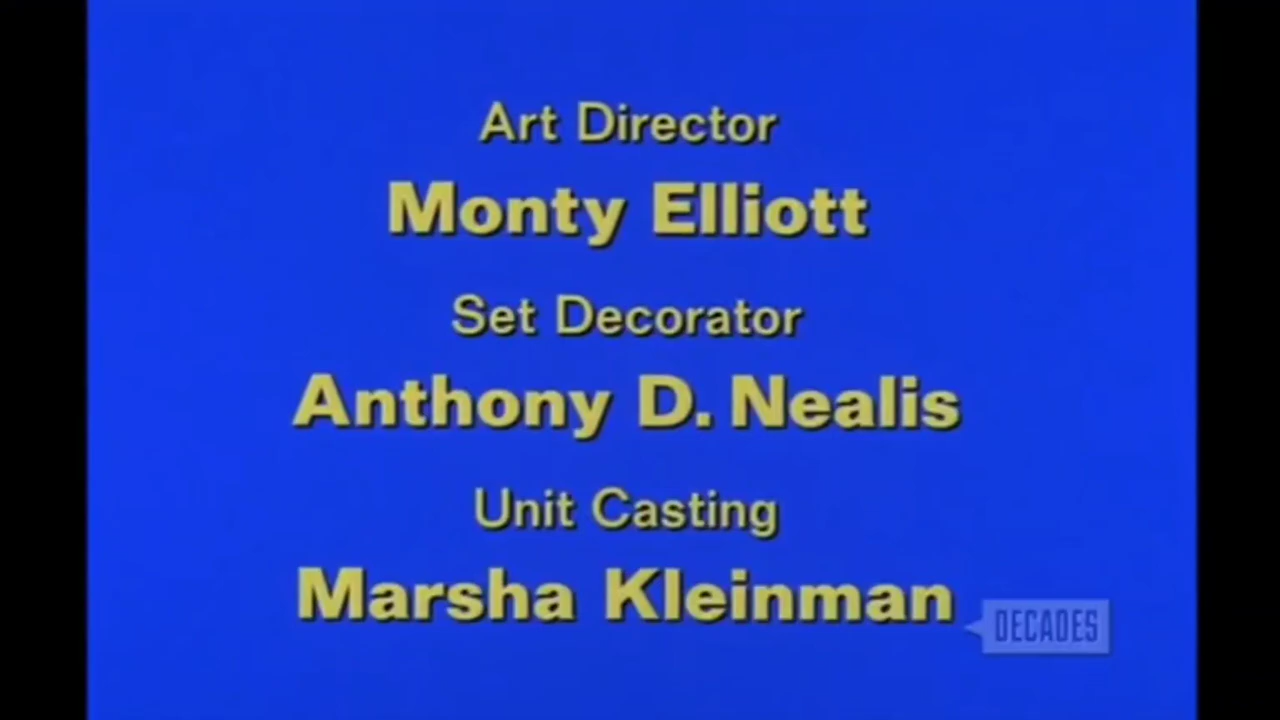 Art Director
Monty Elliott
Set Decorator
Anthony D. Nealis
Unit Casting
Marsha Kleinman
DECADES